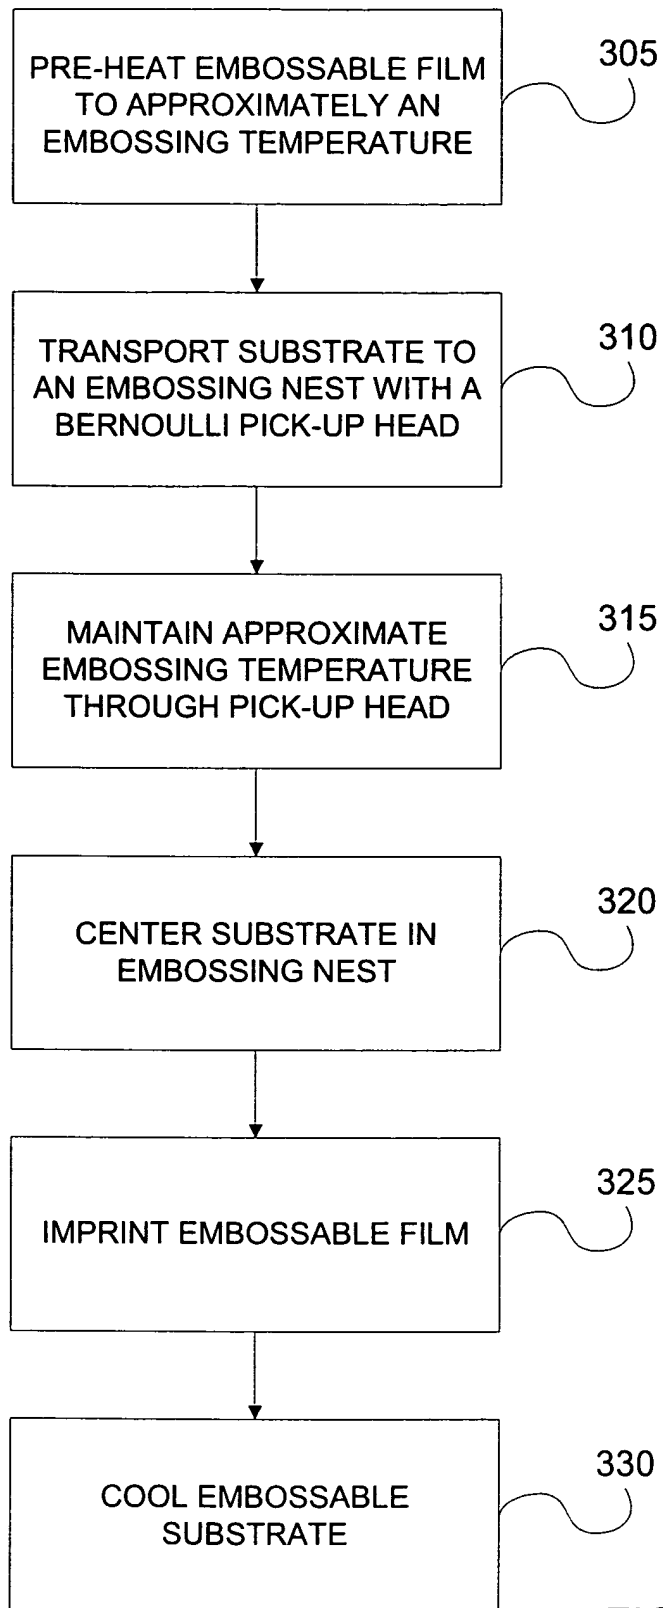 PRE-HEAT EMBOSSABLE FILM
TO APPROXIMATELY AN
EMBOSSING TEMPERATURE
305
TRANSPORT SUBSTRATE TO
AN EMBOSSING NEST WITH A
BERNOULLI PICK-UP HEAD
310
MAINTAIN APPROXIMATE
EMBOSSING TEMPERATURE
THROUGH PICK-UP HEAD
315
CENTER SUBSTRATE IN
EMBOSSING NEST
320
IMPRINT EMBOSSABLE FILM
325
COOL EMBOSSABLE
SUBSTRATE
330